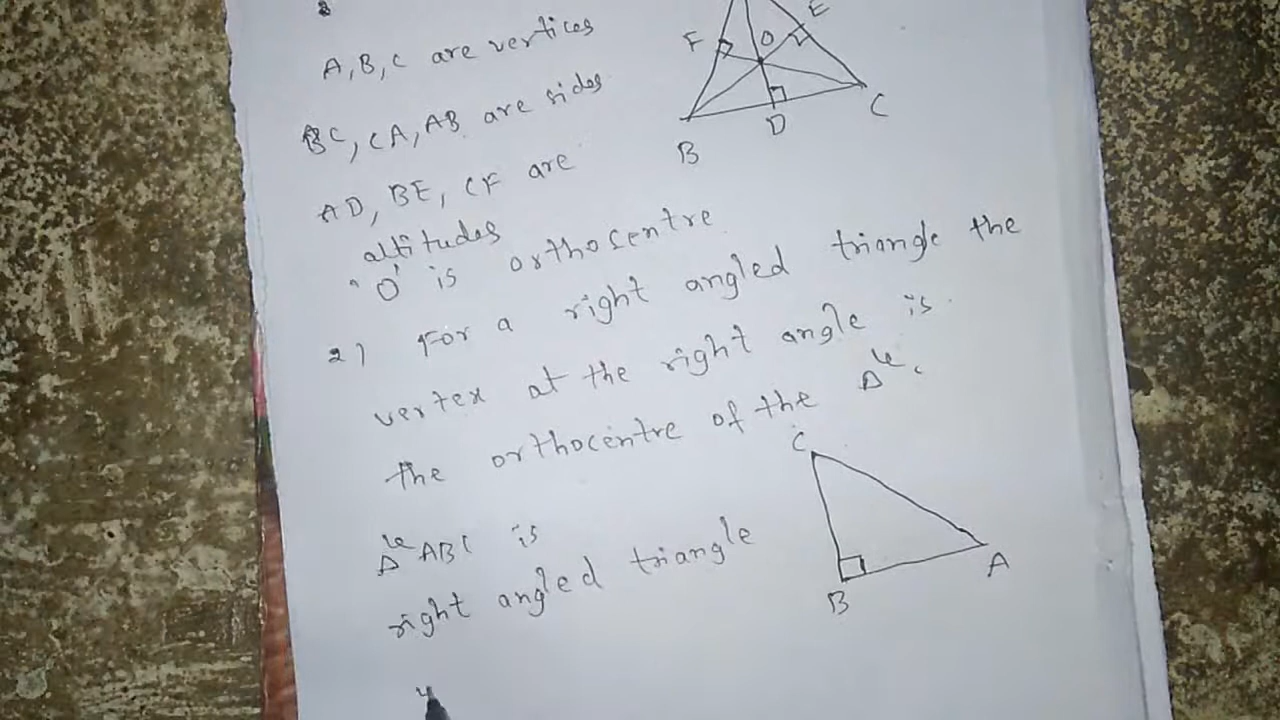 A, B, C are vertices
BC, CA, AB are sides
AD, BE, CF are
altitudes
'O' is orthocentre
2) For a right angled triangle the
vertex at the right angle is
the orthocentre of the Δle.
Δle ABC is
right angled triangle
E
F
O
B
D
C
C
B
A